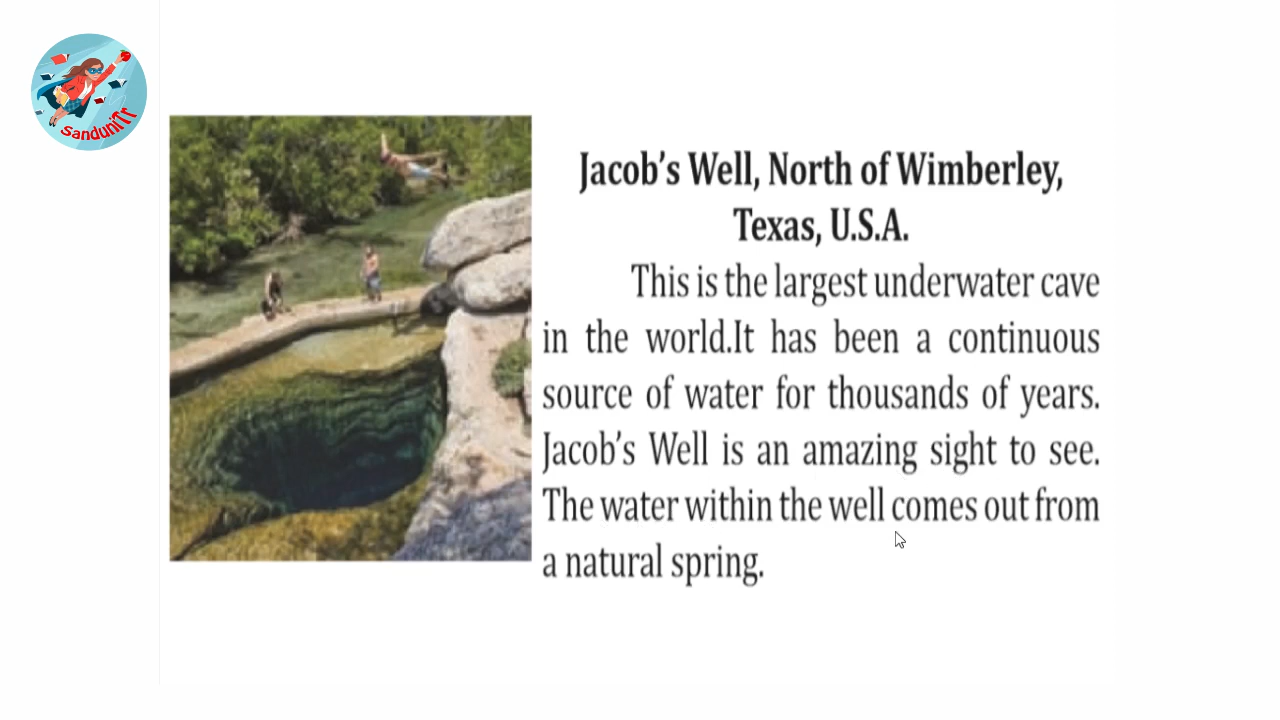 SanduniTr
Jacob's Well, North of Wimberley,
Texas, U.S.A.
This is the largest underwater cave
in the world.It has been a continuous
source of water for thousands of years.
Jacob's Well is an amazing sight to see.
The water within the well comes out from
a natural spring.